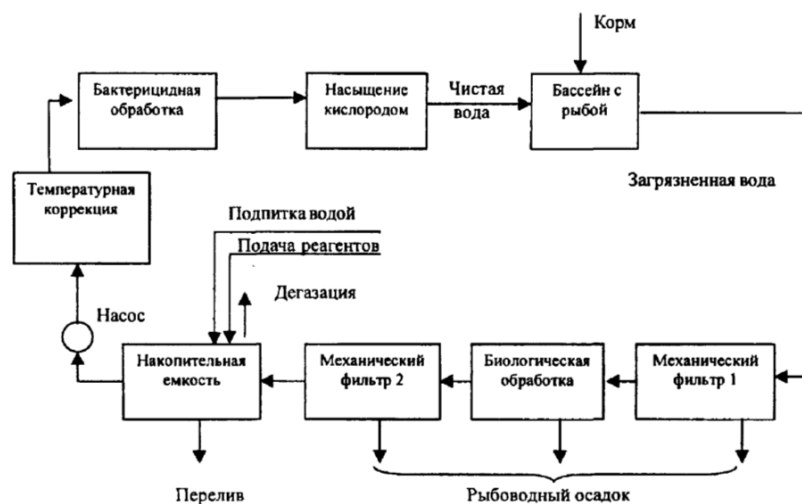 Корм
Бактерицидная
обработка
Насыщение
кислородом
Чистая
вода
Бассейн с
рыбой
Загрязненная вода
Температурная
коррекция
Подпитка водой
Подача реагентов
Дегазация
Насос
Накопительная
емкость
Механический
фильтр 2
Биологическая
обработка
Механический
фильтр 1
Перелив
Рыбоводный осадок